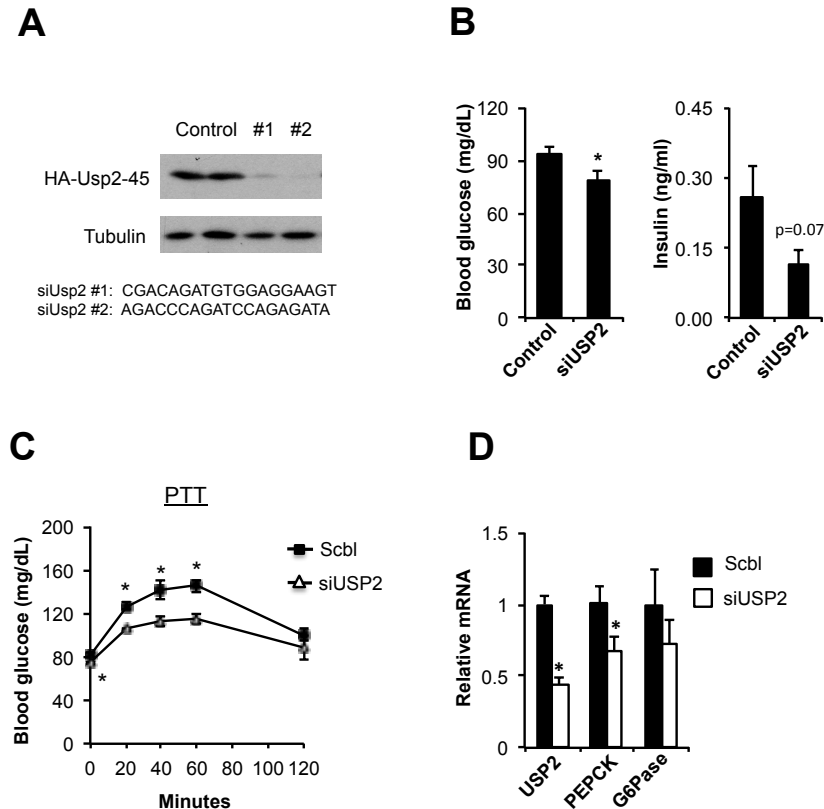 A
Control #1 #2
HA-Usp2-45
Tubulin
siUsp2 #1: CGACAGATGTGGAGGAAGT
siUsp2 #2: AGACCCAGATCCAGAGATA
B
Blood glucose (mg/dL)
120
90
60
30
0
*
Control
siUSP2
Insulin (ng/ml)
0.45
0.30
0.15
0.00
p=0.07
Control
siUSP2
C
PTT
Blood glucose (mg/dL)
200
160
120
80
40
0
* * *
*
Scbl
siUSP2
0 20 40 60 80 100 120
Minutes
D
Relative mRNA
1.5
1
0.5
0
*
*
Scbl
siUSP2
USP2
PEPCK
G6Pase